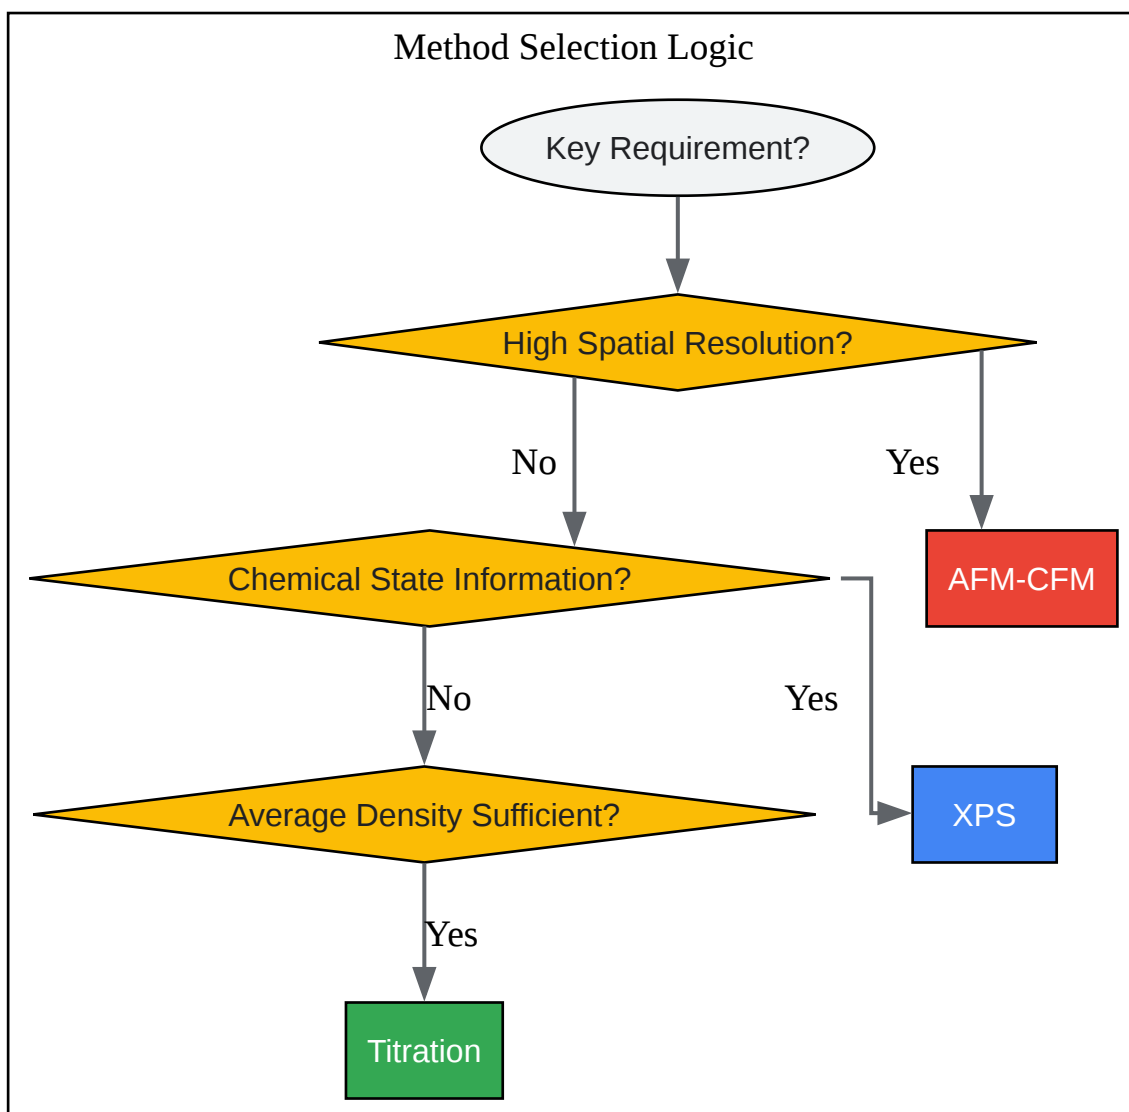 Method Selection Logic
Key Requirement?
High Spatial Resolution?
No
Yes
Chemical State Information?
AFM-CFM
No
Yes
Average Density Sufficient?
XPS
Yes
Titration